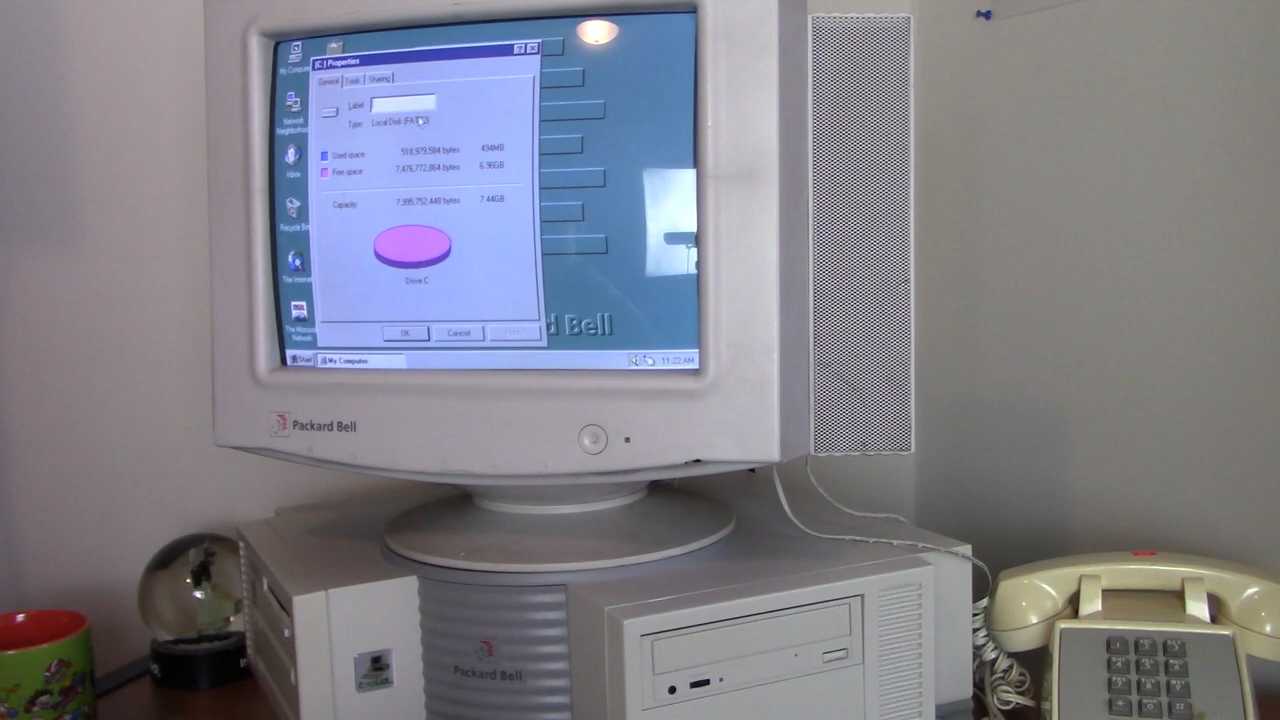 My Computer
Network
Neighborhood
Inbox
Recycle Bin
The Internet
The Microsoft
Network
(C:) Properties
General Tools Sharing
Label:
Type: Local Disk (FAT
Used space: 518,979,584 bytes 494MB
Free space: 7,476,772,864 bytes 6.96GB
Capacity: 7,995,752,448 bytes 7.44GB
Drive C
OK Cancel
d Bell
Start My Computer 11:22 AM
Packard Bell
Packard Bell